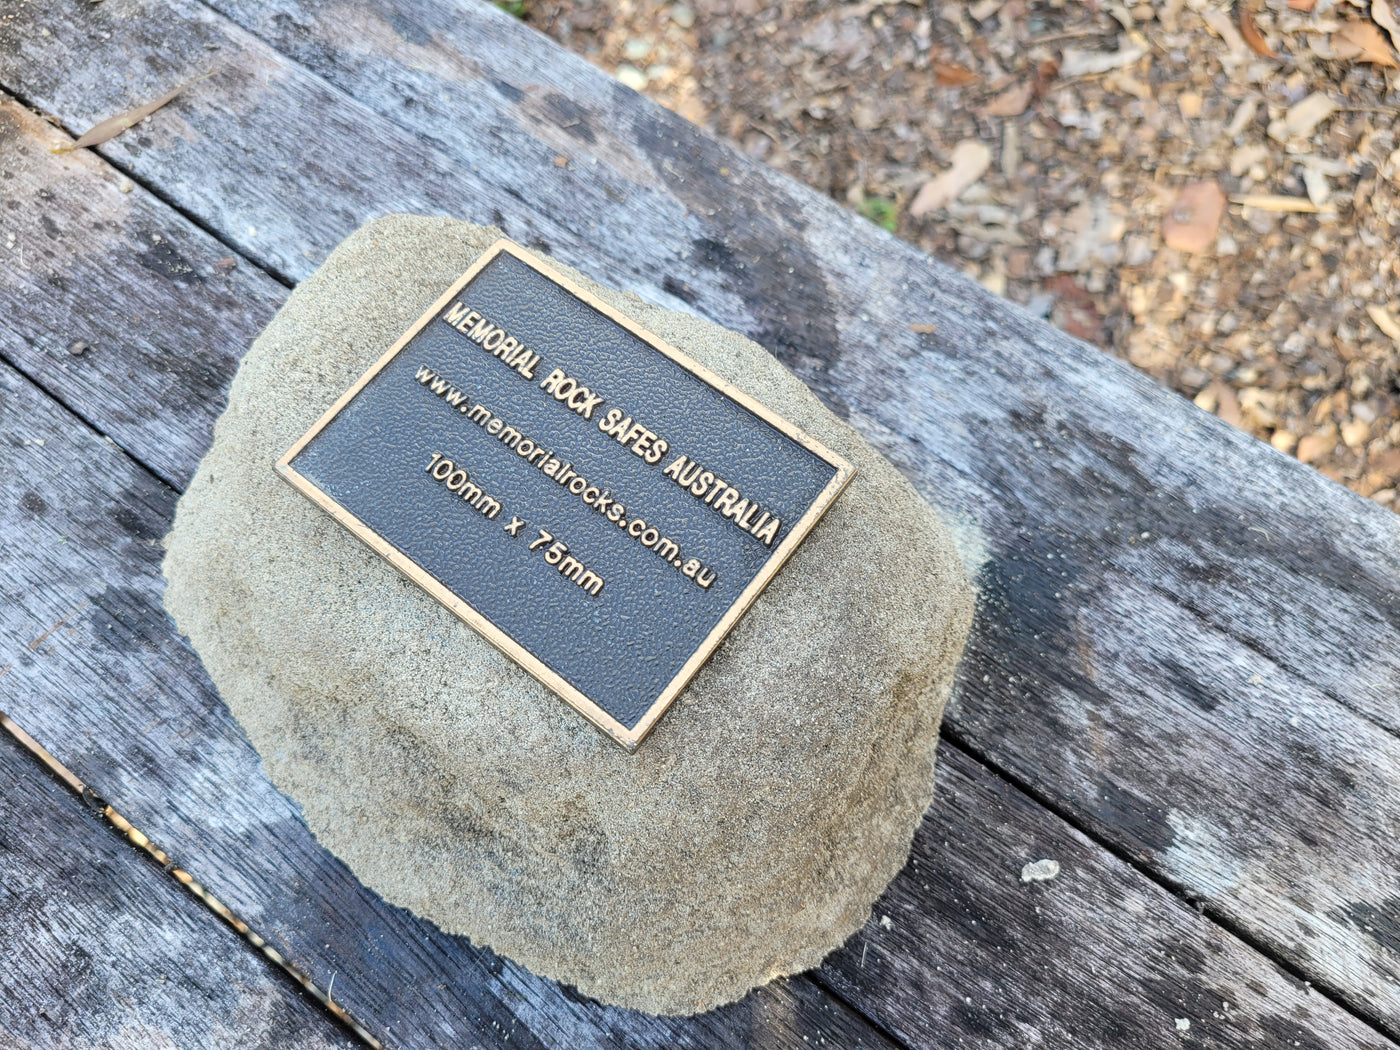 MEMORIAL ROCK SAFES AUSTRALIA
www.memorialrocks.com.au
100mm x 75mm